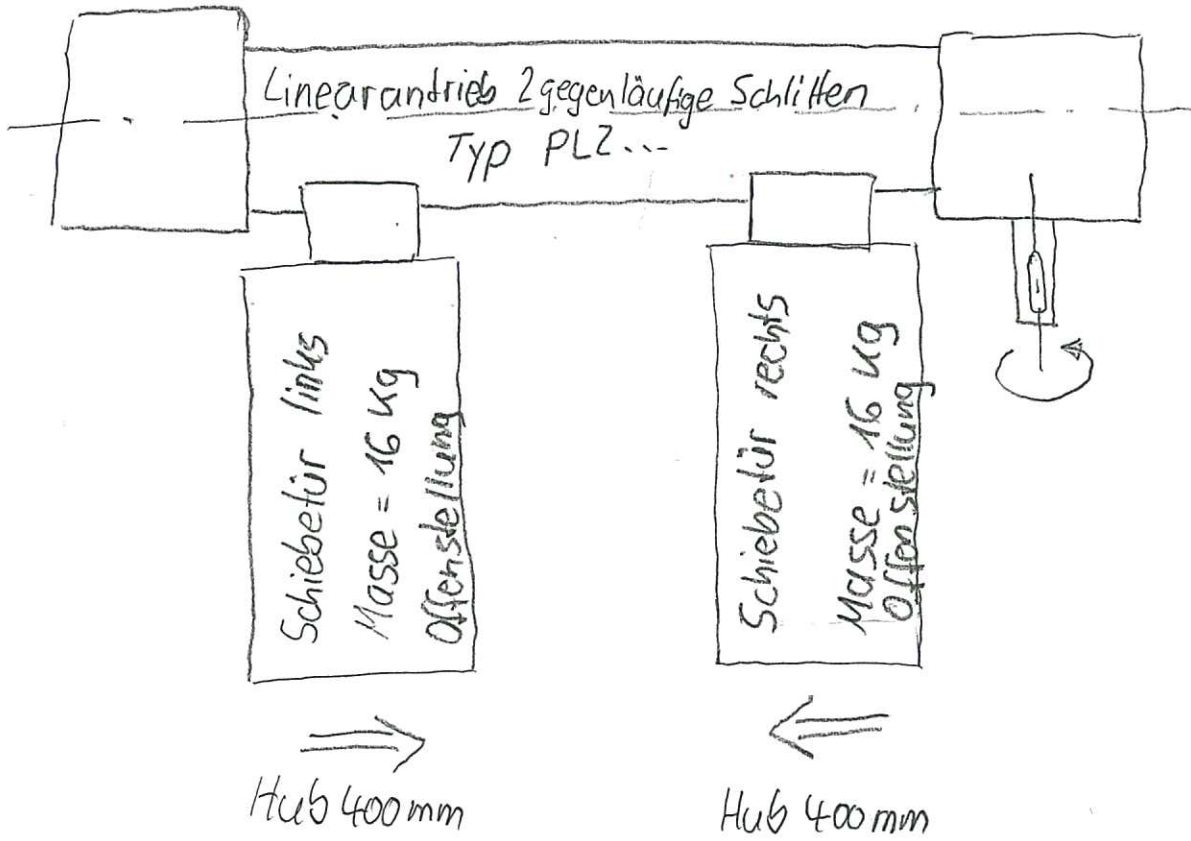 Linearantrieb 2 gegenläufige Schlitten
Typ PLZ...
Schiebetür links
Masse = 16 Kg
Offenstellung
Schiebetür rechts
Masse = 16 Kg
Offenstellung
Hub 400 mm
Hub 400 mm